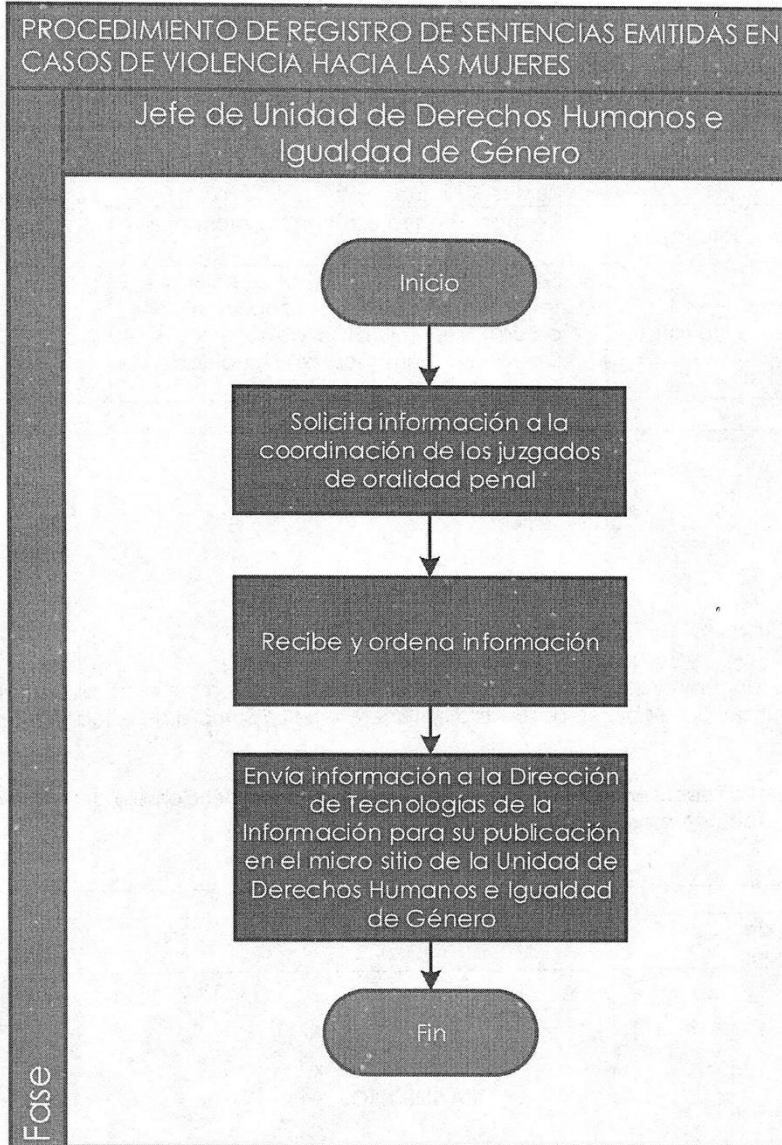 PROCEDIMIENTO DE REGISTRO DE SENTENCIAS EMITIDAS EN
CASOS DE VIOLENCIA HACIA LAS MUJERES
Jefe de Unidad de Derechos Humanos e
Igualdad de Género
Inicio
Solicita información a la
coordinación de los juzgados
de oralidad penal
Recibe y ordena información
Envía información a la Dirección
de Tecnologías de la
Información para su publicación
en el micro sitio de la Unidad de
Derechos Humanos e Igualdad
de Género
Fin
Fase